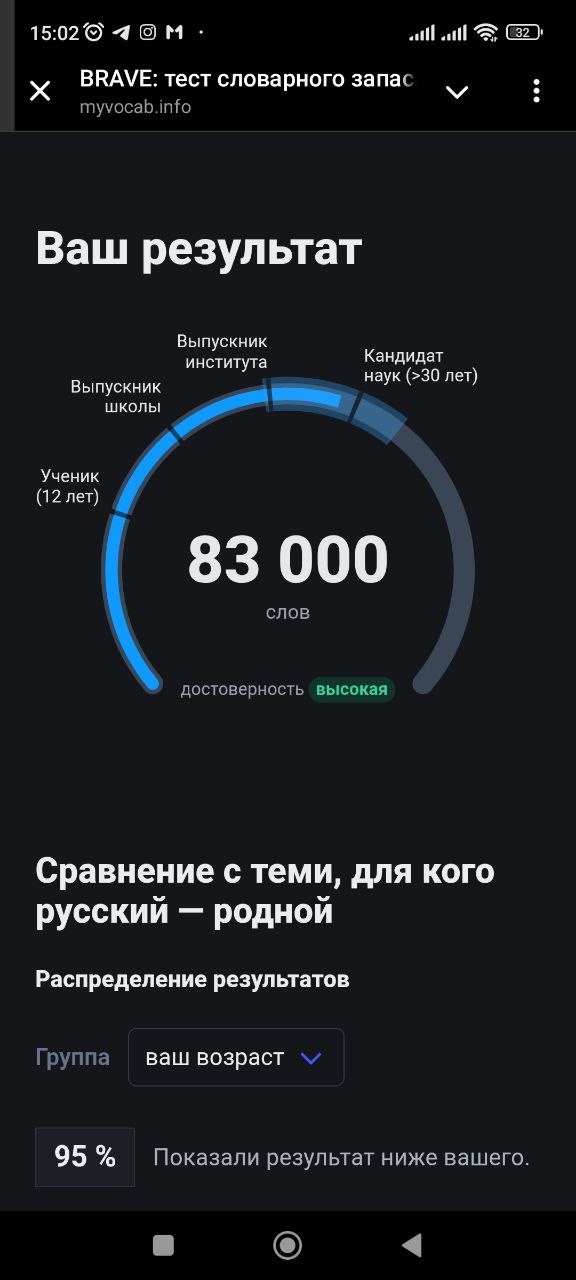 15:02
32
BRAVE: тест словарного запас
myvocab.info
Ваш результат
Выпускник
института
Кандидат
наук (>30 лет)
Выпускник
школы
Ученик
(12 лет)
83 000
слов
достоверность высокая
Сравнение с теми, для кого
русский — родной
Распределение результатов
Группа ваш возраст
95 % Показали результат ниже вашего.